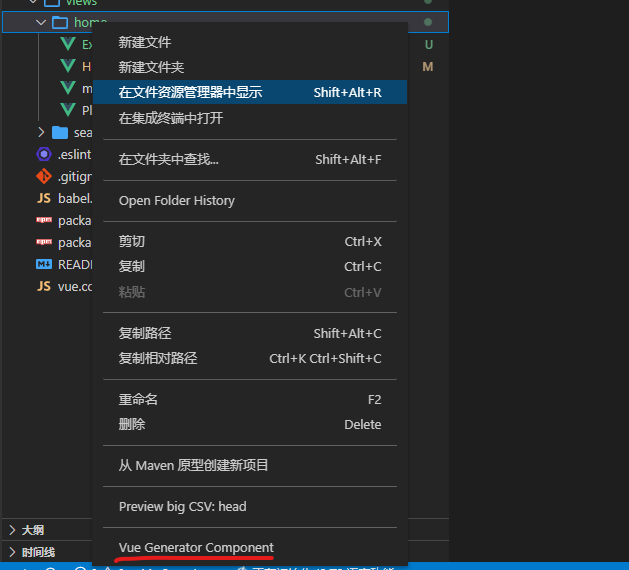 views
home
新建文件
Ex
U
新建文件夹
H
M
在文件资源管理器中显示 Shift+Alt+R
m
在集成终端中打开
Pl
sea
在文件夹中查找... Shift+Alt+F
.eslint
.gitign
Open Folder History
JS babel.
packa
剪切 Ctrl+X
packa
复制 Ctrl+C
READ
粘贴 Ctrl+V
JS vue.co
复制路径 Shift+Alt+C
复制相对路径 Ctrl+K Ctrl+Shift+C
重命名 F2
删除 Delete
从 Maven 原型创建新项目
Preview big CSV: head
大纲
Vue Generator Component
时间线